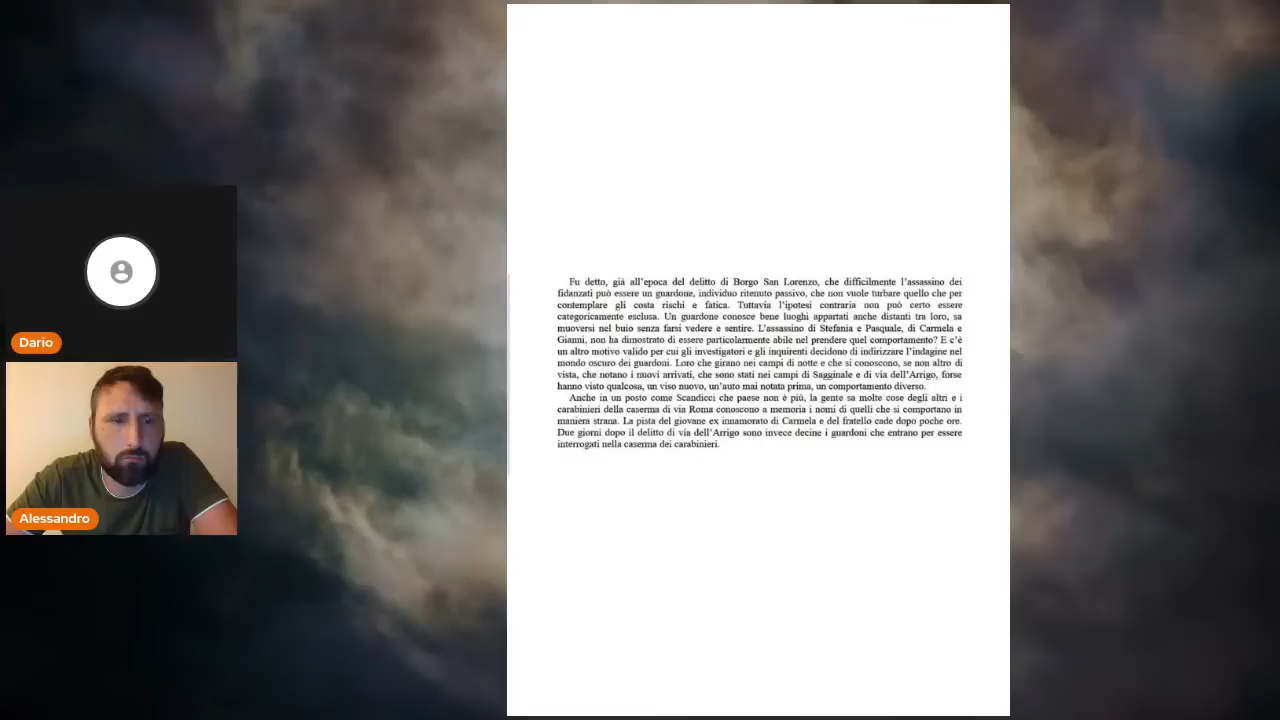 Fu detto, già all'epoca del delitto di Borgo San Lorenzo, che difficilmente l'assassino dei
fidanzati può essere un guardone, individuo ritenuto passivo, che non vuole turbare quello che per
contemplare gli costa rischi e fatica. Tuttavia l'ipotesi contraria non può certo essere
categoricamente esclusa. Un guardone conosce bene luoghi appartati anche distanti tra loro, sa
muoversi nel buio senza farsi vedere e sentire. L'assassino di Stefania e Pasquale, di Carmela e
Gianni, non ha dimostrato di essere particolarmente abile nel prendere quel comportamento? E c'è
un altro motivo valido per cui gli investigatori e gli inquirenti decidono di indirizzare l'indagine nel
mondo oscuro dei guardoni. Loro che girano nei campi di notte e che si conoscono, se non altro di
vista, che notano i nuovi arrivati, che sono stati nei campi di Sagginale e di via dell'Arrigo, forse
hanno visto qualcosa, un viso nuovo, un'auto mai notata prima, un comportamento diverso.
Anche in un posto come Scandicci che paese non è più, la gente sa molte cose degli altri e i
carabinieri della caserma di via Roma conoscono a memoria i nomi di quelli che si comportano in
maniera strana. La pista del giovane ex innamorato di Carmela e del fratello cade dopo poche ore.
Due giorni dopo il delitto di via dell'Arrigo sono invece decine i guardoni che entrano per essere
interrogati nella caserma dei carabinieri.
Dario
Alessandro